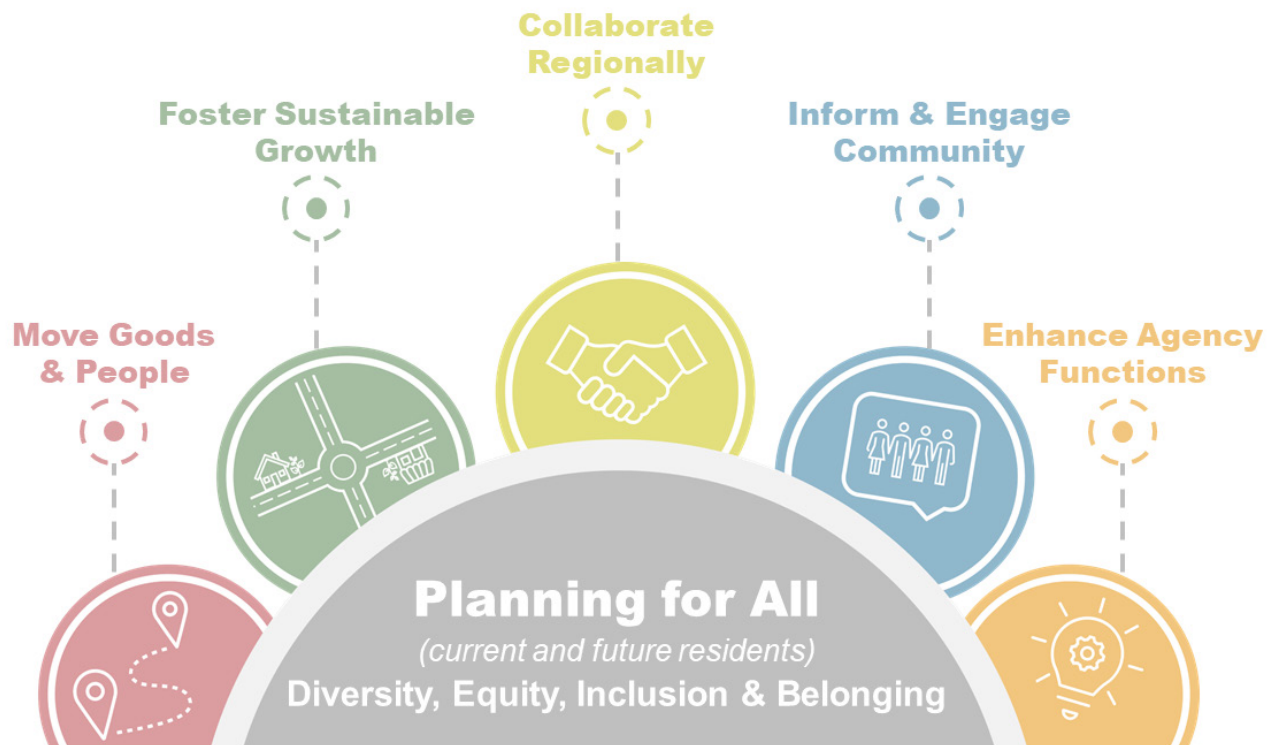 Collaborate
Regionally
Foster Sustainable
Growth
Inform & Engage
Community
Move Goods
& People
Enhance Agency
Functions
Planning for All
(current and future residents)
Diversity, Equity, Inclusion & Belonging